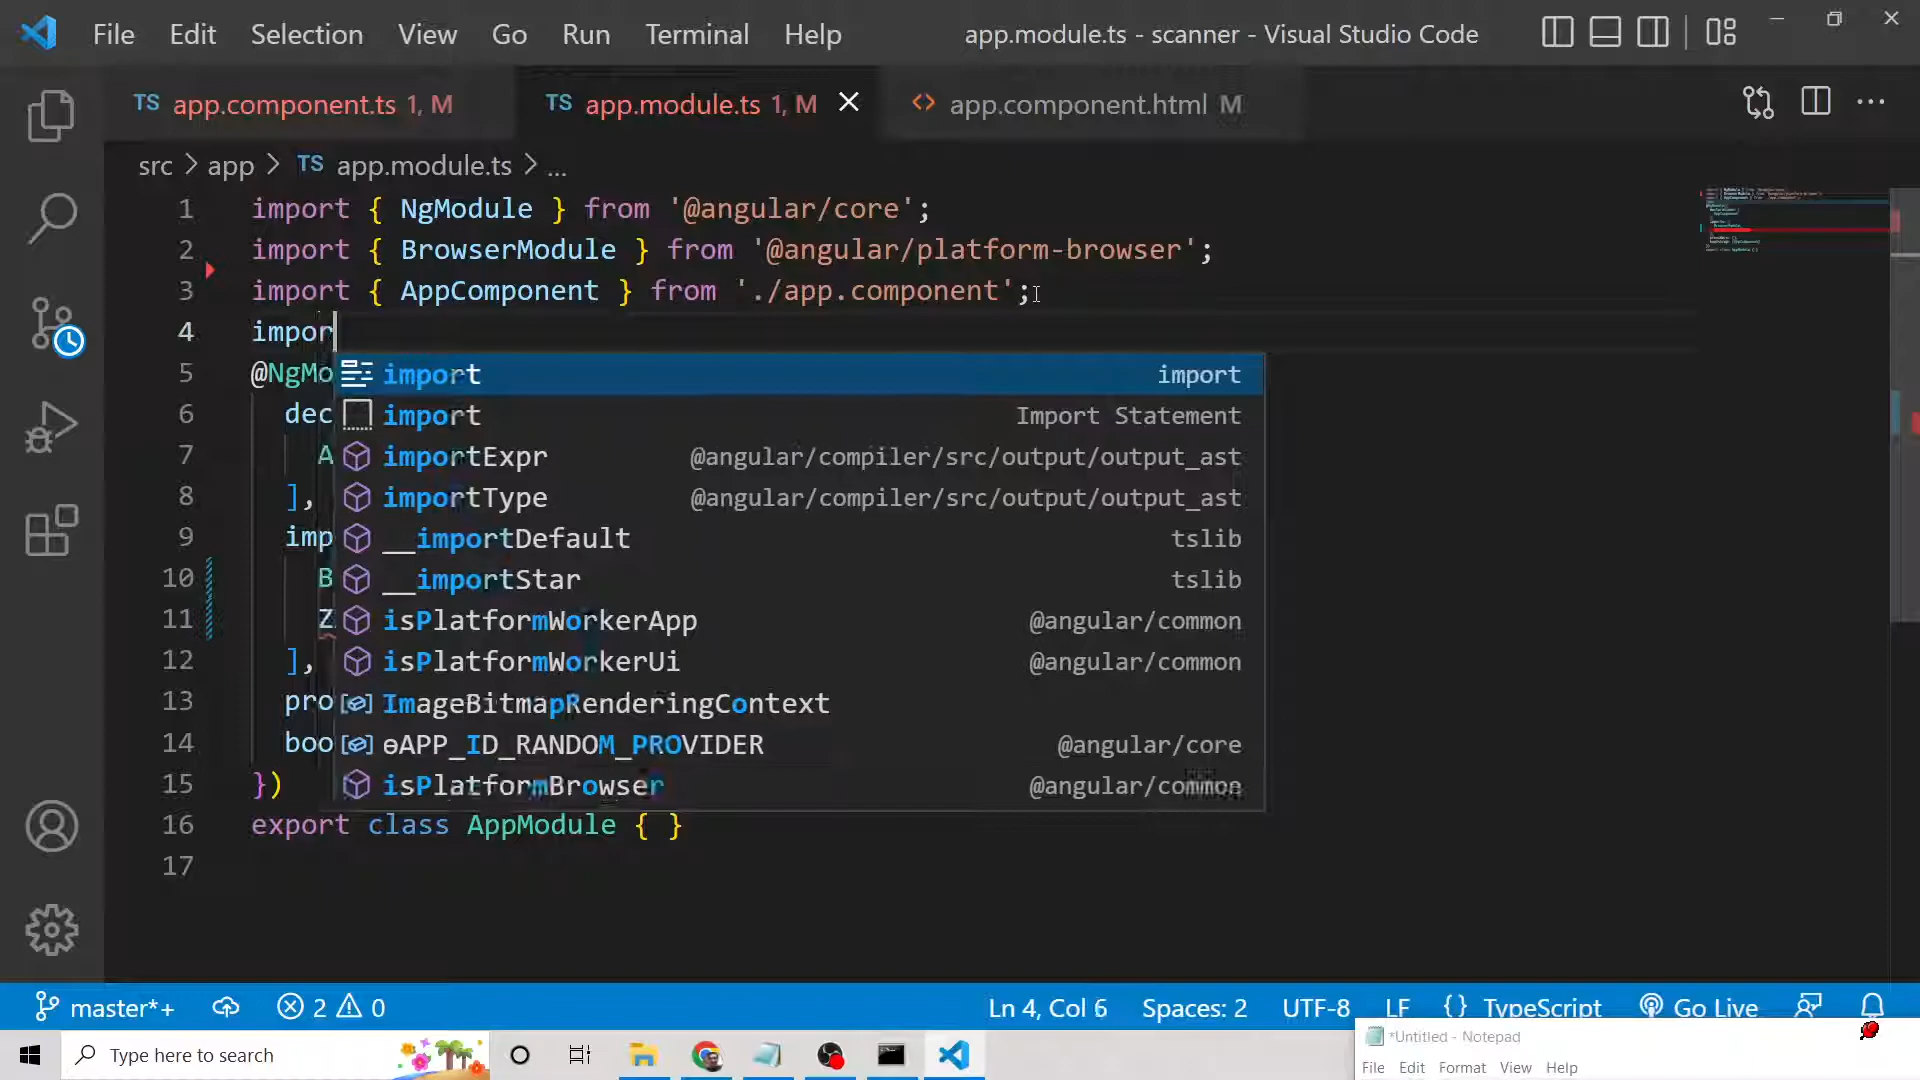 File Edit Selection View Go Run Terminal Help app.module.ts - scanner - Visual Studio Code
TS app.component.ts 1, M TS app.module.ts 1, M app.component.html M
src > app > TS app.module.ts > ...
1 import { NgModule } from '@angular/core';
2 import { BrowserModule } from '@angular/platform-browser';
3 import { AppComponent } from './app.component';
4 impor
5 @NgMo import import
6 dec import Import Statement
7 A importExpr @angular/compiler/src/output/output_ast
8 ], importType @angular/compiler/src/output/output_ast
9 imp __importDefault tslib
10 B __importStar tslib
11 Z isPlatformWorkerApp @angular/common
12 ], isPlatformWorkerUi @angular/common
13 pro ImageBitmapRenderingContext
14 boo ɵAPP_ID_RANDOM_PROVIDER @angular/core
15 }) isPlatformBrowser @angular/common
16 export class AppModule { }
17
master*+ 2 0 Ln 4, Col 6 Spaces: 2 UTF-8 LF {} TypeScript Go Live
Type here to search
*Untitled - Notepad
File Edit Format View Help